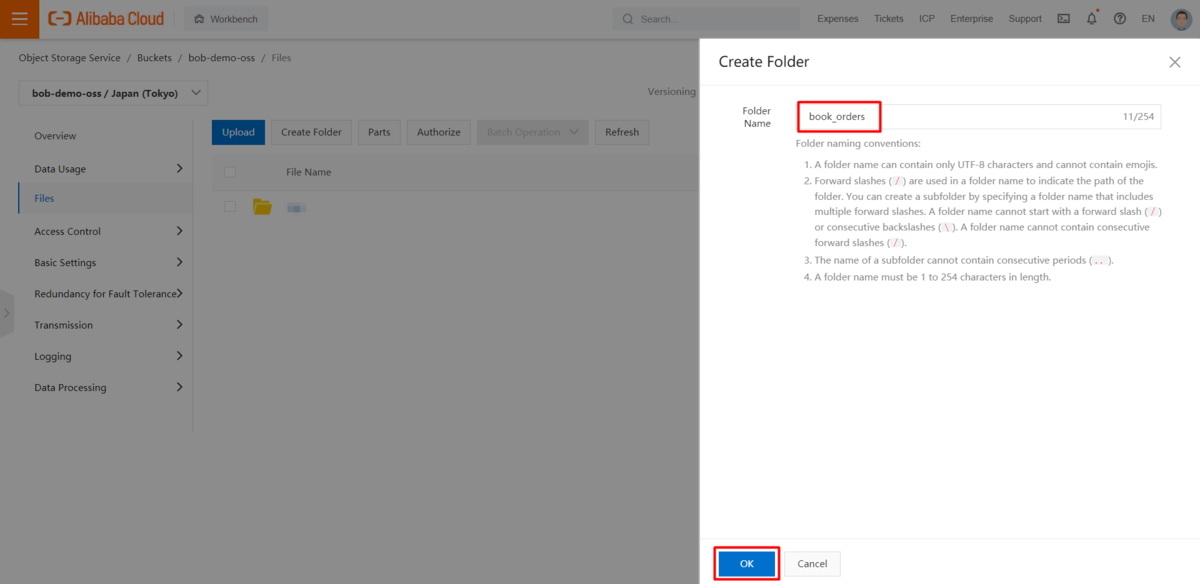 Alibaba Cloud
Workbench
Search...
Expenses
Tickets
ICP
Enterprise
Support
EN
Object Storage Service / Buckets / bob-demo-oss / Files
bob-demo-oss / Japan (Tokyo)
Versioning
Overview
Data Usage
Files
Access Control
Basic Settings
Redundancy for Fault Tolerance
Transmission
Logging
Data Processing
Upload
Create Folder
Parts
Authorize
Batch Operation
Refresh
File Name
Create Folder
Folder
Name
book_orders
11/254
Folder naming conventions:
1. A folder name can contain only UTF-8 characters and cannot contain emojis.
2. Forward slashes ( / ) are used in a folder name to indicate the path of the
folder. You can create a subfolder by specifying a folder name that includes
multiple forward slashes. A folder name cannot start with a forward slash ( / )
or consecutive backslashes ( \ ). A folder name cannot contain consecutive
forward slashes ( / ).
3. The name of a subfolder cannot contain consecutive periods ( .. ).
4. A folder name must be 1 to 254 characters in length.
OK
Cancel